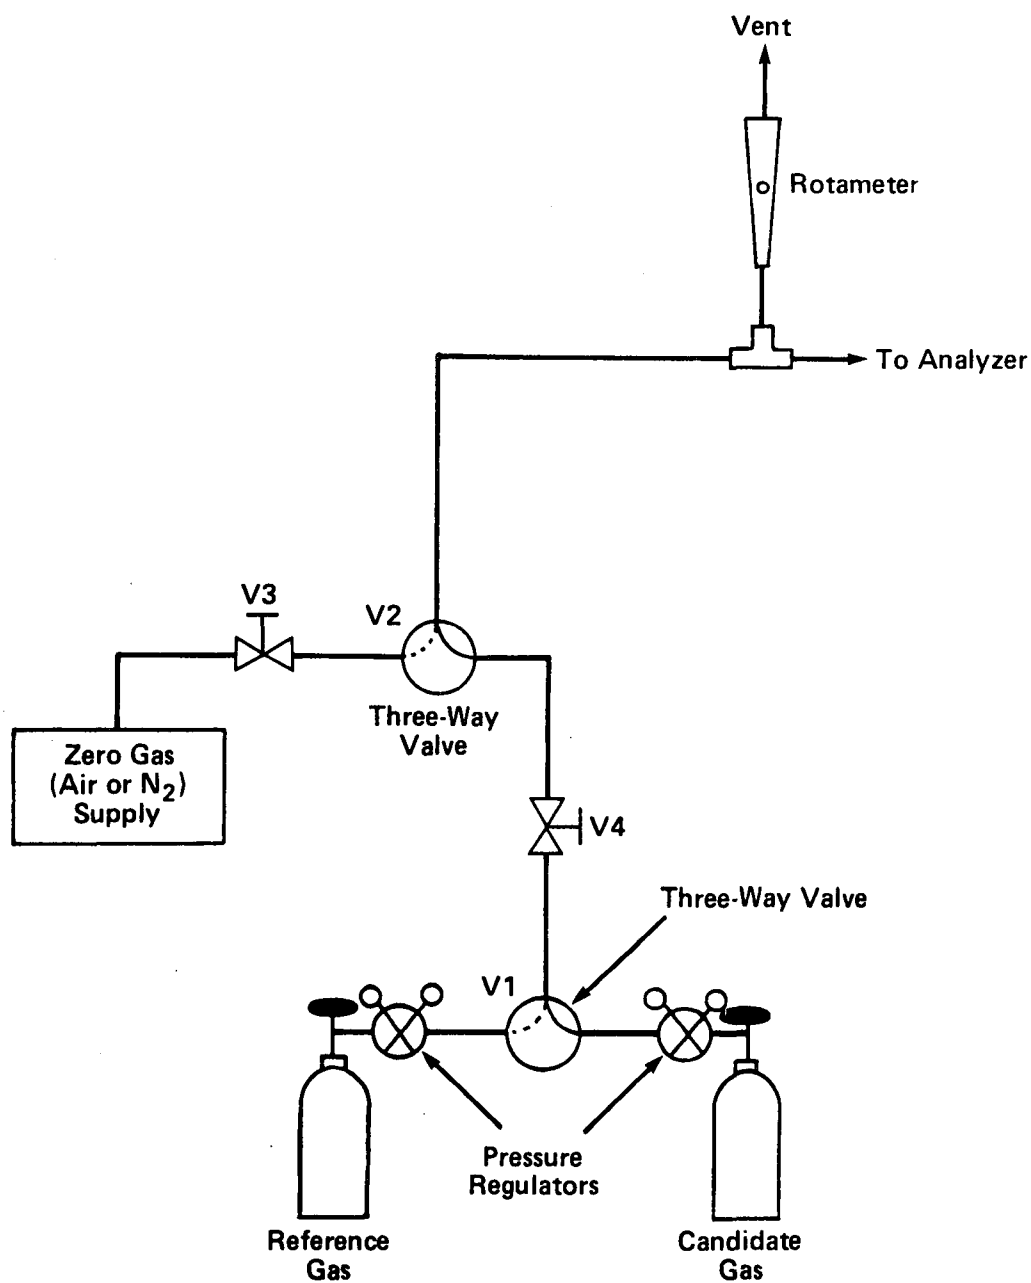 Vent
Rotameter
To Analyzer
V3
V2
Three-Way
Valve
Zero Gas
(Air or N2)
Supply
V4
Three-Way Valve
V1
Pressure
Regulators
Reference
Gas
Candidate
Gas